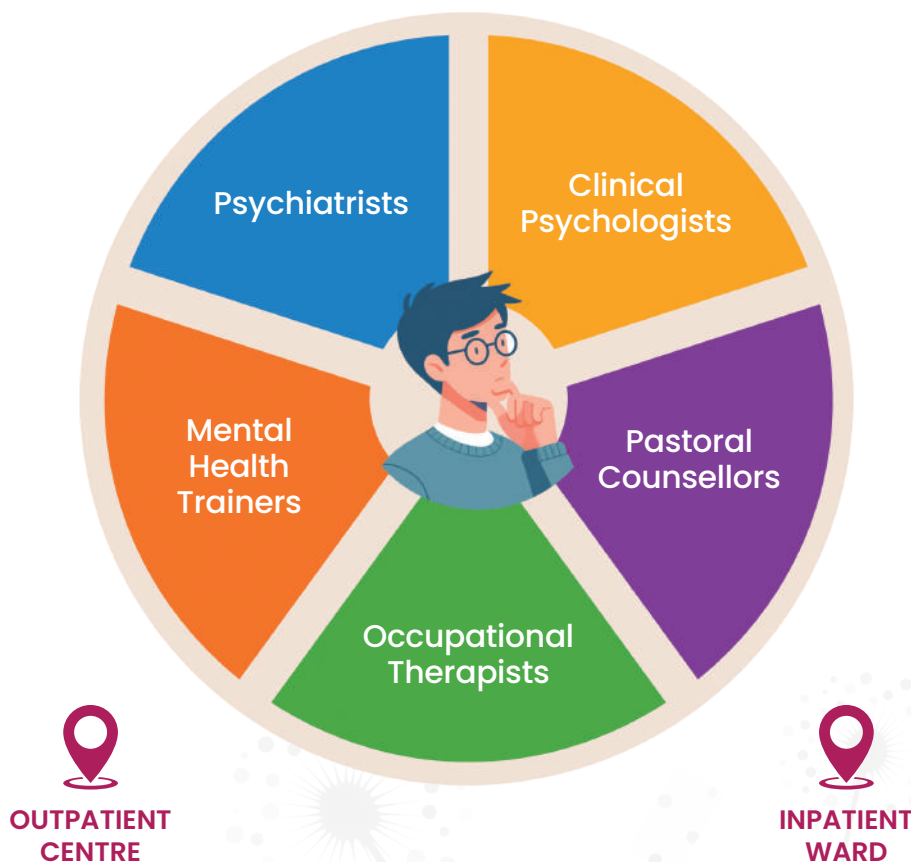 Psychiatrists
Clinical
Psychologists
Mental
Health
Trainers
Pastoral
Counsellors
Occupational
Therapists
OUTPATIENT
CENTRE
INPATIENT
WARD